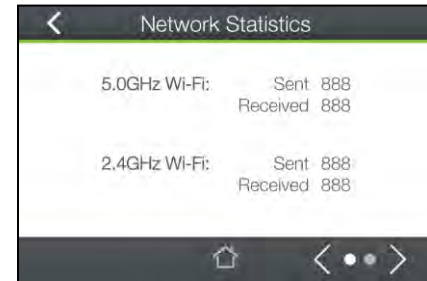 Network Statistics
5.0GHz Wi-Fi: Sent 888
Received 888
2.4GHz Wi-Fi: Sent 888
Received 888